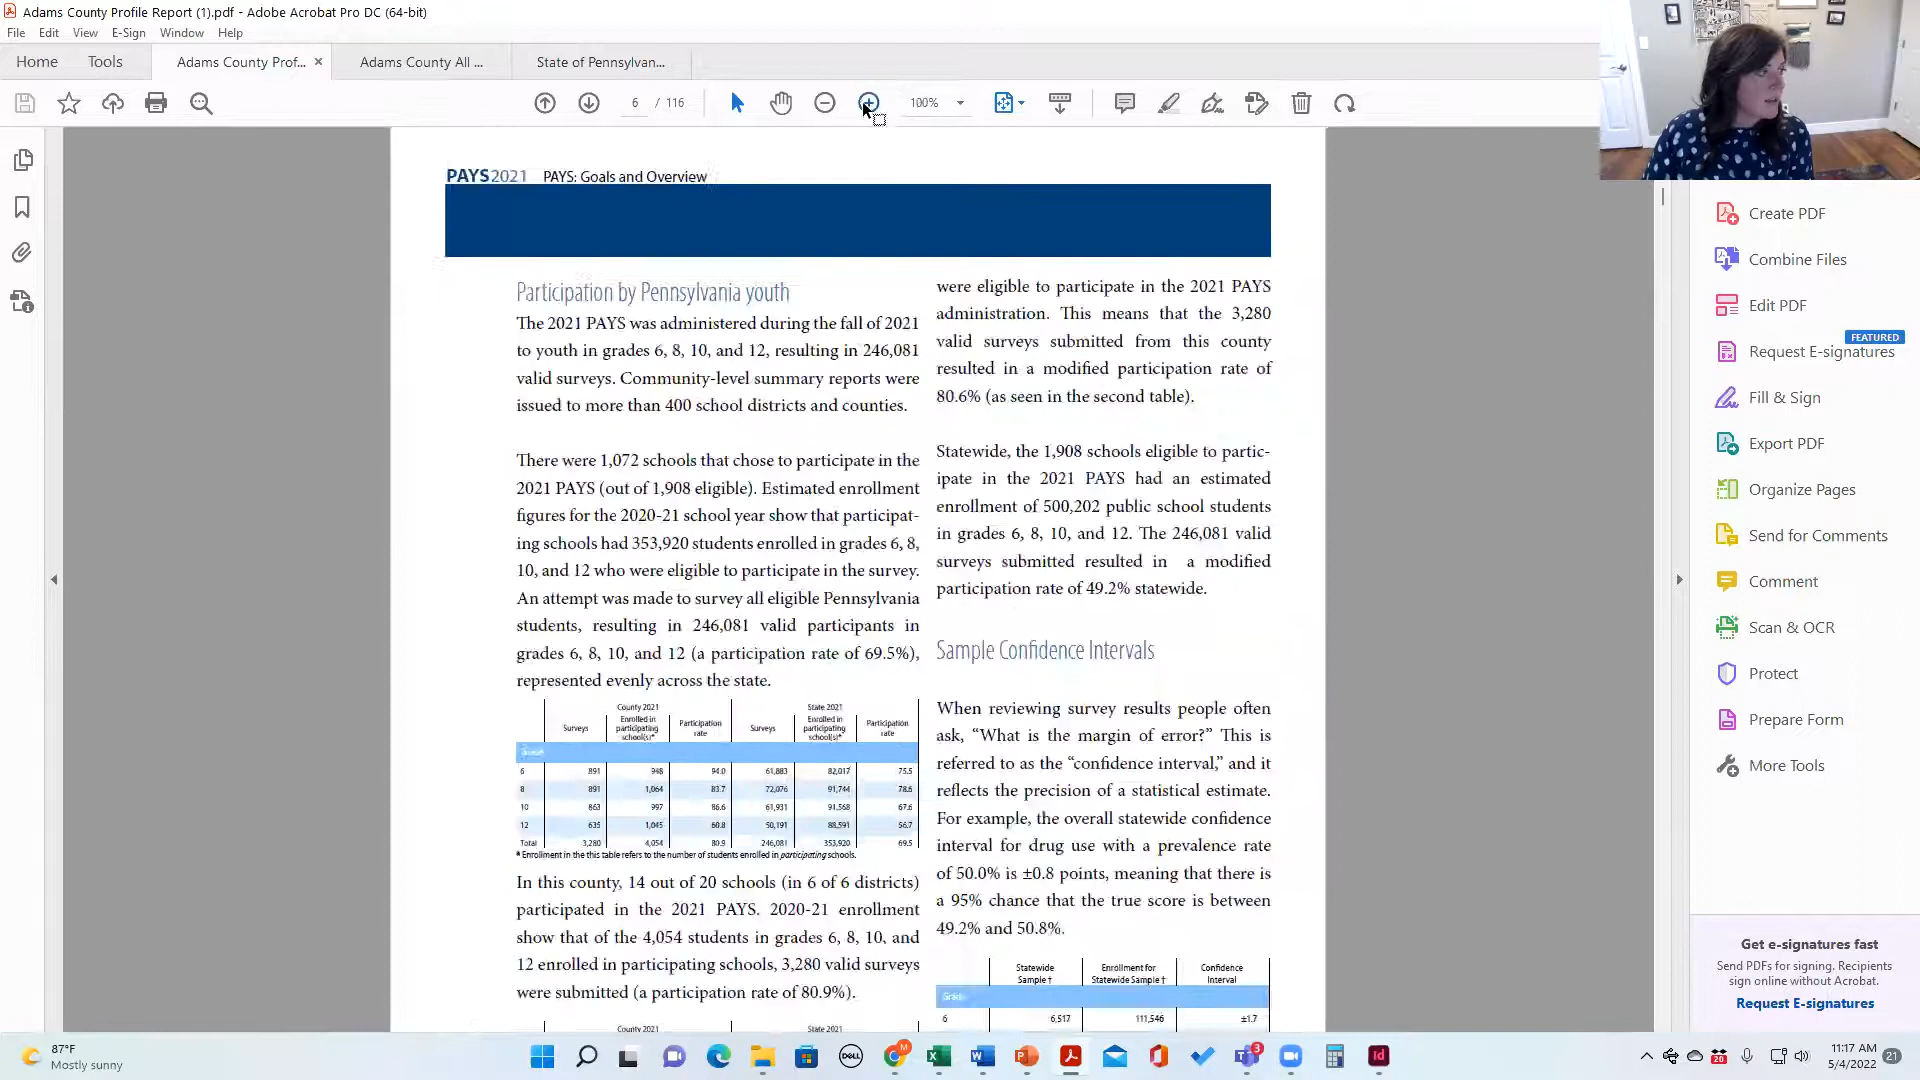 Adams County Profile Report (1).pdf - Adobe Acrobat Pro DC (64-bit)
File Edit View E-Sign Window Help
Home Tools Adams County Prof... × Adams County All ... State of Pennsylvan...
6 / 116 100%
PAYS2021 PAYS: Goals and Overview
Participation by Pennsylvania youth
The 2021 PAYS was administered during the fall of 2021
to youth in grades 6, 8, 10, and 12, resulting in 246,081
valid surveys. Community-level summary reports were
issued to more than 400 school districts and counties.
There were 1,072 schools that chose to participate in the
2021 PAYS (out of 1,908 eligible). Estimated enrollment
figures for the 2020-21 school year show that participat-
ing schools had 353,920 students enrolled in grades 6, 8,
10, and 12 who were eligible to participate in the survey.
An attempt was made to survey all eligible Pennsylvania
students, resulting in 246,081 valid participants in
grades 6, 8, 10, and 12 (a participation rate of 69.5%),
represented evenly across the state.
County 2021 State 2021
Surveys Enrolled in participating school(s)* Participation rate Surveys Enrolled in participating school(s)* Participation rate
Grade
6 891 948 94.0 61,883 82,017 75.5
8 891 1,064 83.7 72,076 91,744 78.6
10 863 997 86.6 61,931 91,568 67.6
12 635 1,045 60.8 50,191 88,591 56.7
Total 3,280 4,054 80.9 246,081 353,920 69.5
* Enrollment in the this table refers to the number of students enrolled in participating schools.
In this county, 14 out of 20 schools (in 6 of 6 districts)
participated in the 2021 PAYS. 2020-21 enrollment
show that of the 4,054 students in grades 6, 8, 10, and
12 enrolled in participating schools, 3,280 valid surveys
were submitted (a participation rate of 80.9%).
County 2021 State 2021
were eligible to participate in the 2021 PAYS
administration. This means that the 3,280
valid surveys submitted from this county
resulted in a modified participation rate of
80.6% (as seen in the second table).
Statewide, the 1,908 schools eligible to partic-
ipate in the 2021 PAYS had an estimated
enrollment of 500,202 public school students
in grades 6, 8, 10, and 12. The 246,081 valid
surveys submitted resulted in a modified
participation rate of 49.2% statewide.
Sample Confidence Intervals
When reviewing survey results people often
ask, “What is the margin of error?” This is
referred to as the “confidence interval,” and it
reflects the precision of a statistical estimate.
For example, the overall statewide confidence
interval for drug use with a prevalence rate
of 50.0% is ±0.8 points, meaning that there is
a 95% chance that the true score is between
49.2% and 50.8%.
Statewide Sample † Enrollment for Statewide Sample † Confidence Interval
Grade
6 6,517 111,546 ±1.7
Create PDF
Combine Files
Edit PDF
FEATURED
Request E-signatures
Fill & Sign
Export PDF
Organize Pages
Send for Comments
Comment
Scan & OCR
Protect
Prepare Form
More Tools
Get e-signatures fast
Send PDFs for signing. Recipients
sign online without Acrobat.
Request E-signatures
87°F
Mostly sunny
DELL
M
3
Id
20
11:17 AM
5/4/2022
21